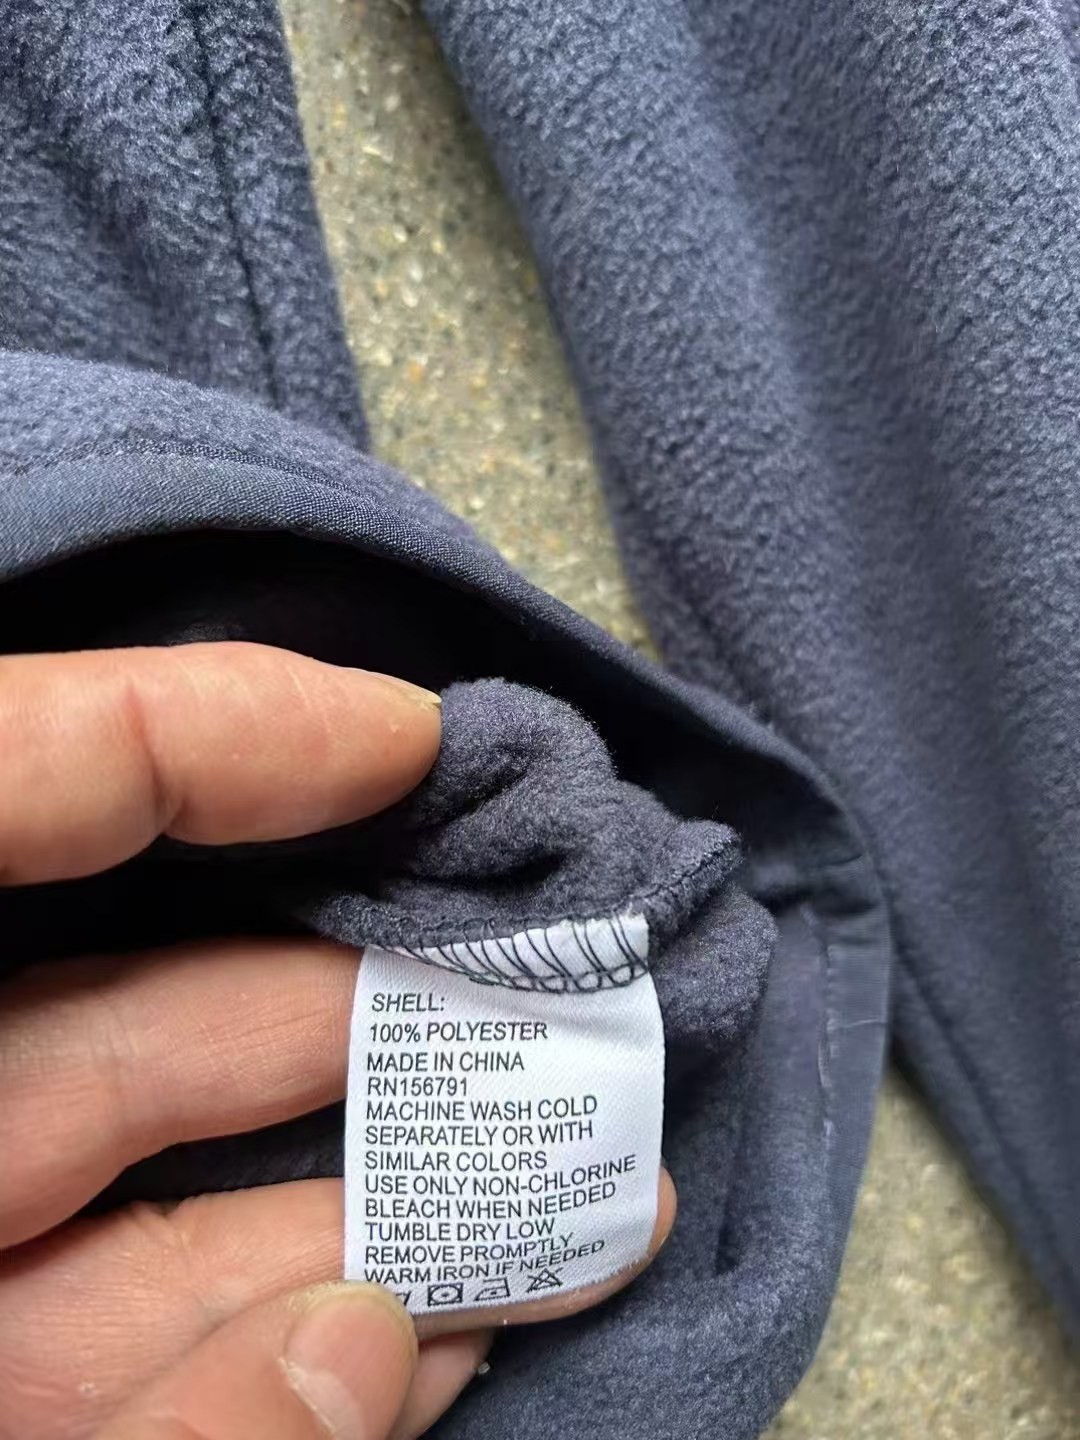 SHELL:
100% POLYESTER
MADE IN CHINA
RN156791
MACHINE WASH COLD
SEPARATELY OR WITH
SIMILAR COLORS
USE ONLY NON-CHLORINE
BLEACH WHEN NEEDED
TUMBLE DRY LOW
REMOVE PROMPTLY
WARM IRON IF NEEDED